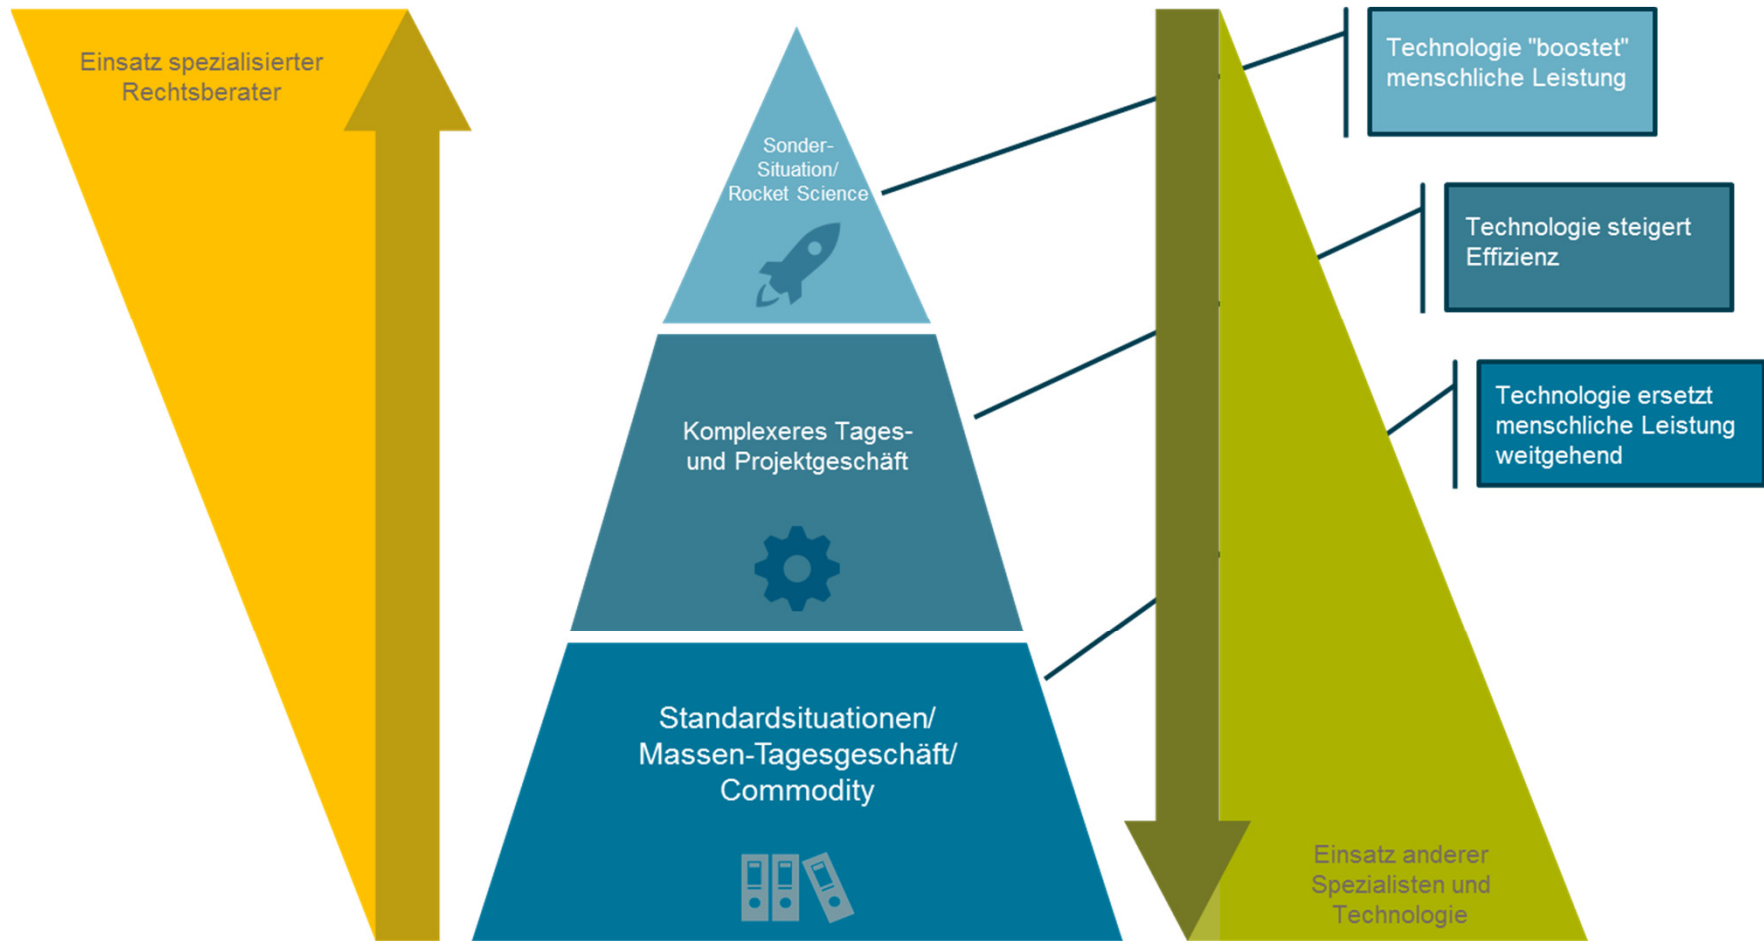 Einsatz spezialisierter
Rechtsberater
Sonder-
Situation/
Rocket Science
Komplexeres Tages-
und Projektgeschäft
Standardsituationen/
Massen-Tagesgeschäft/
Commodity
Technologie "boostet"
menschliche Leistung
Technologie steigert
Effizienz
Technologie ersetzt
menschliche Leistung
weitgehend
Einsatz anderer
Spezialisten und
Technologie